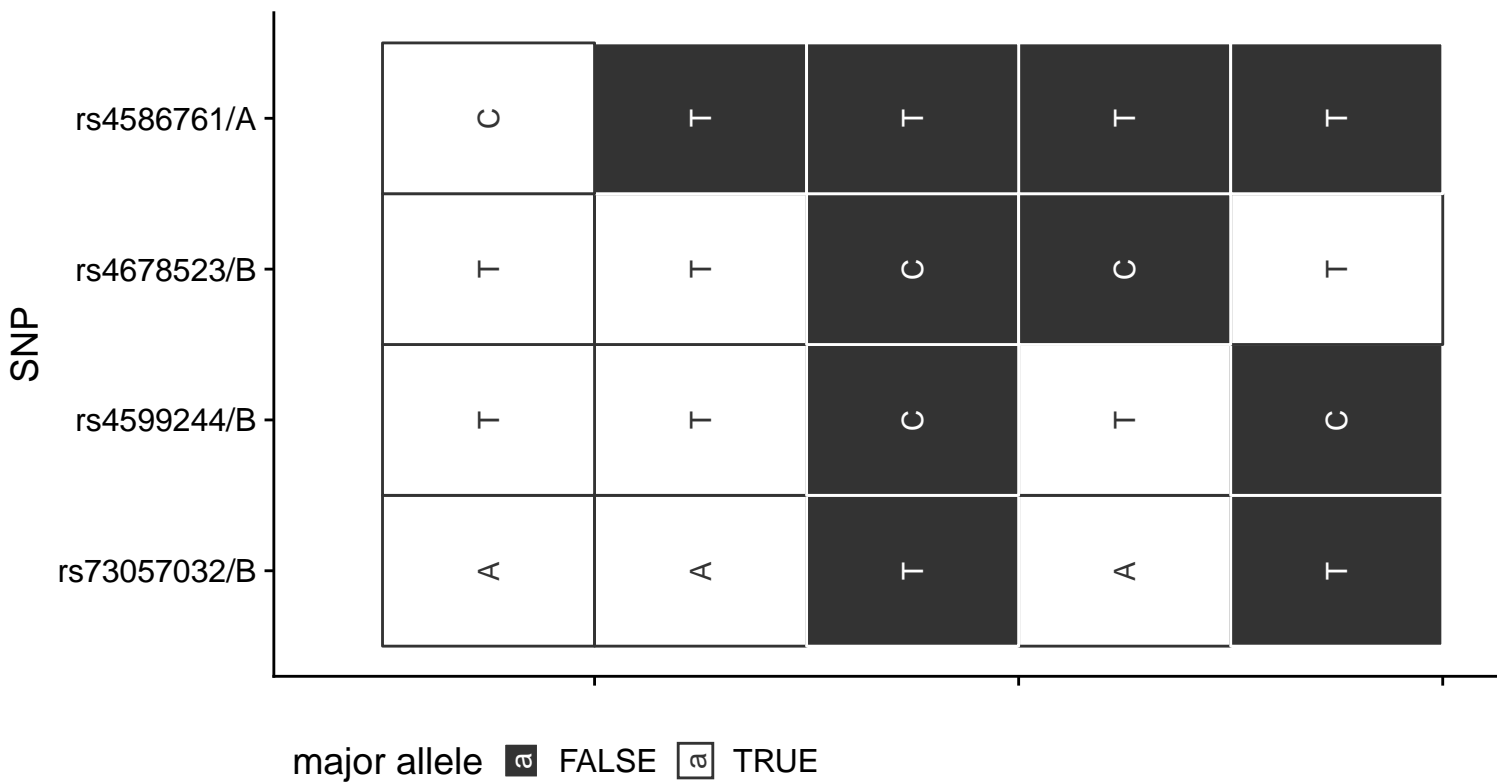 SNP
rs4586761/A C T T T T
rs4678523/B T T C C T
rs4599244/B T T C T C
rs73057032/B A A T A T
major allele a FALSE a TRUE